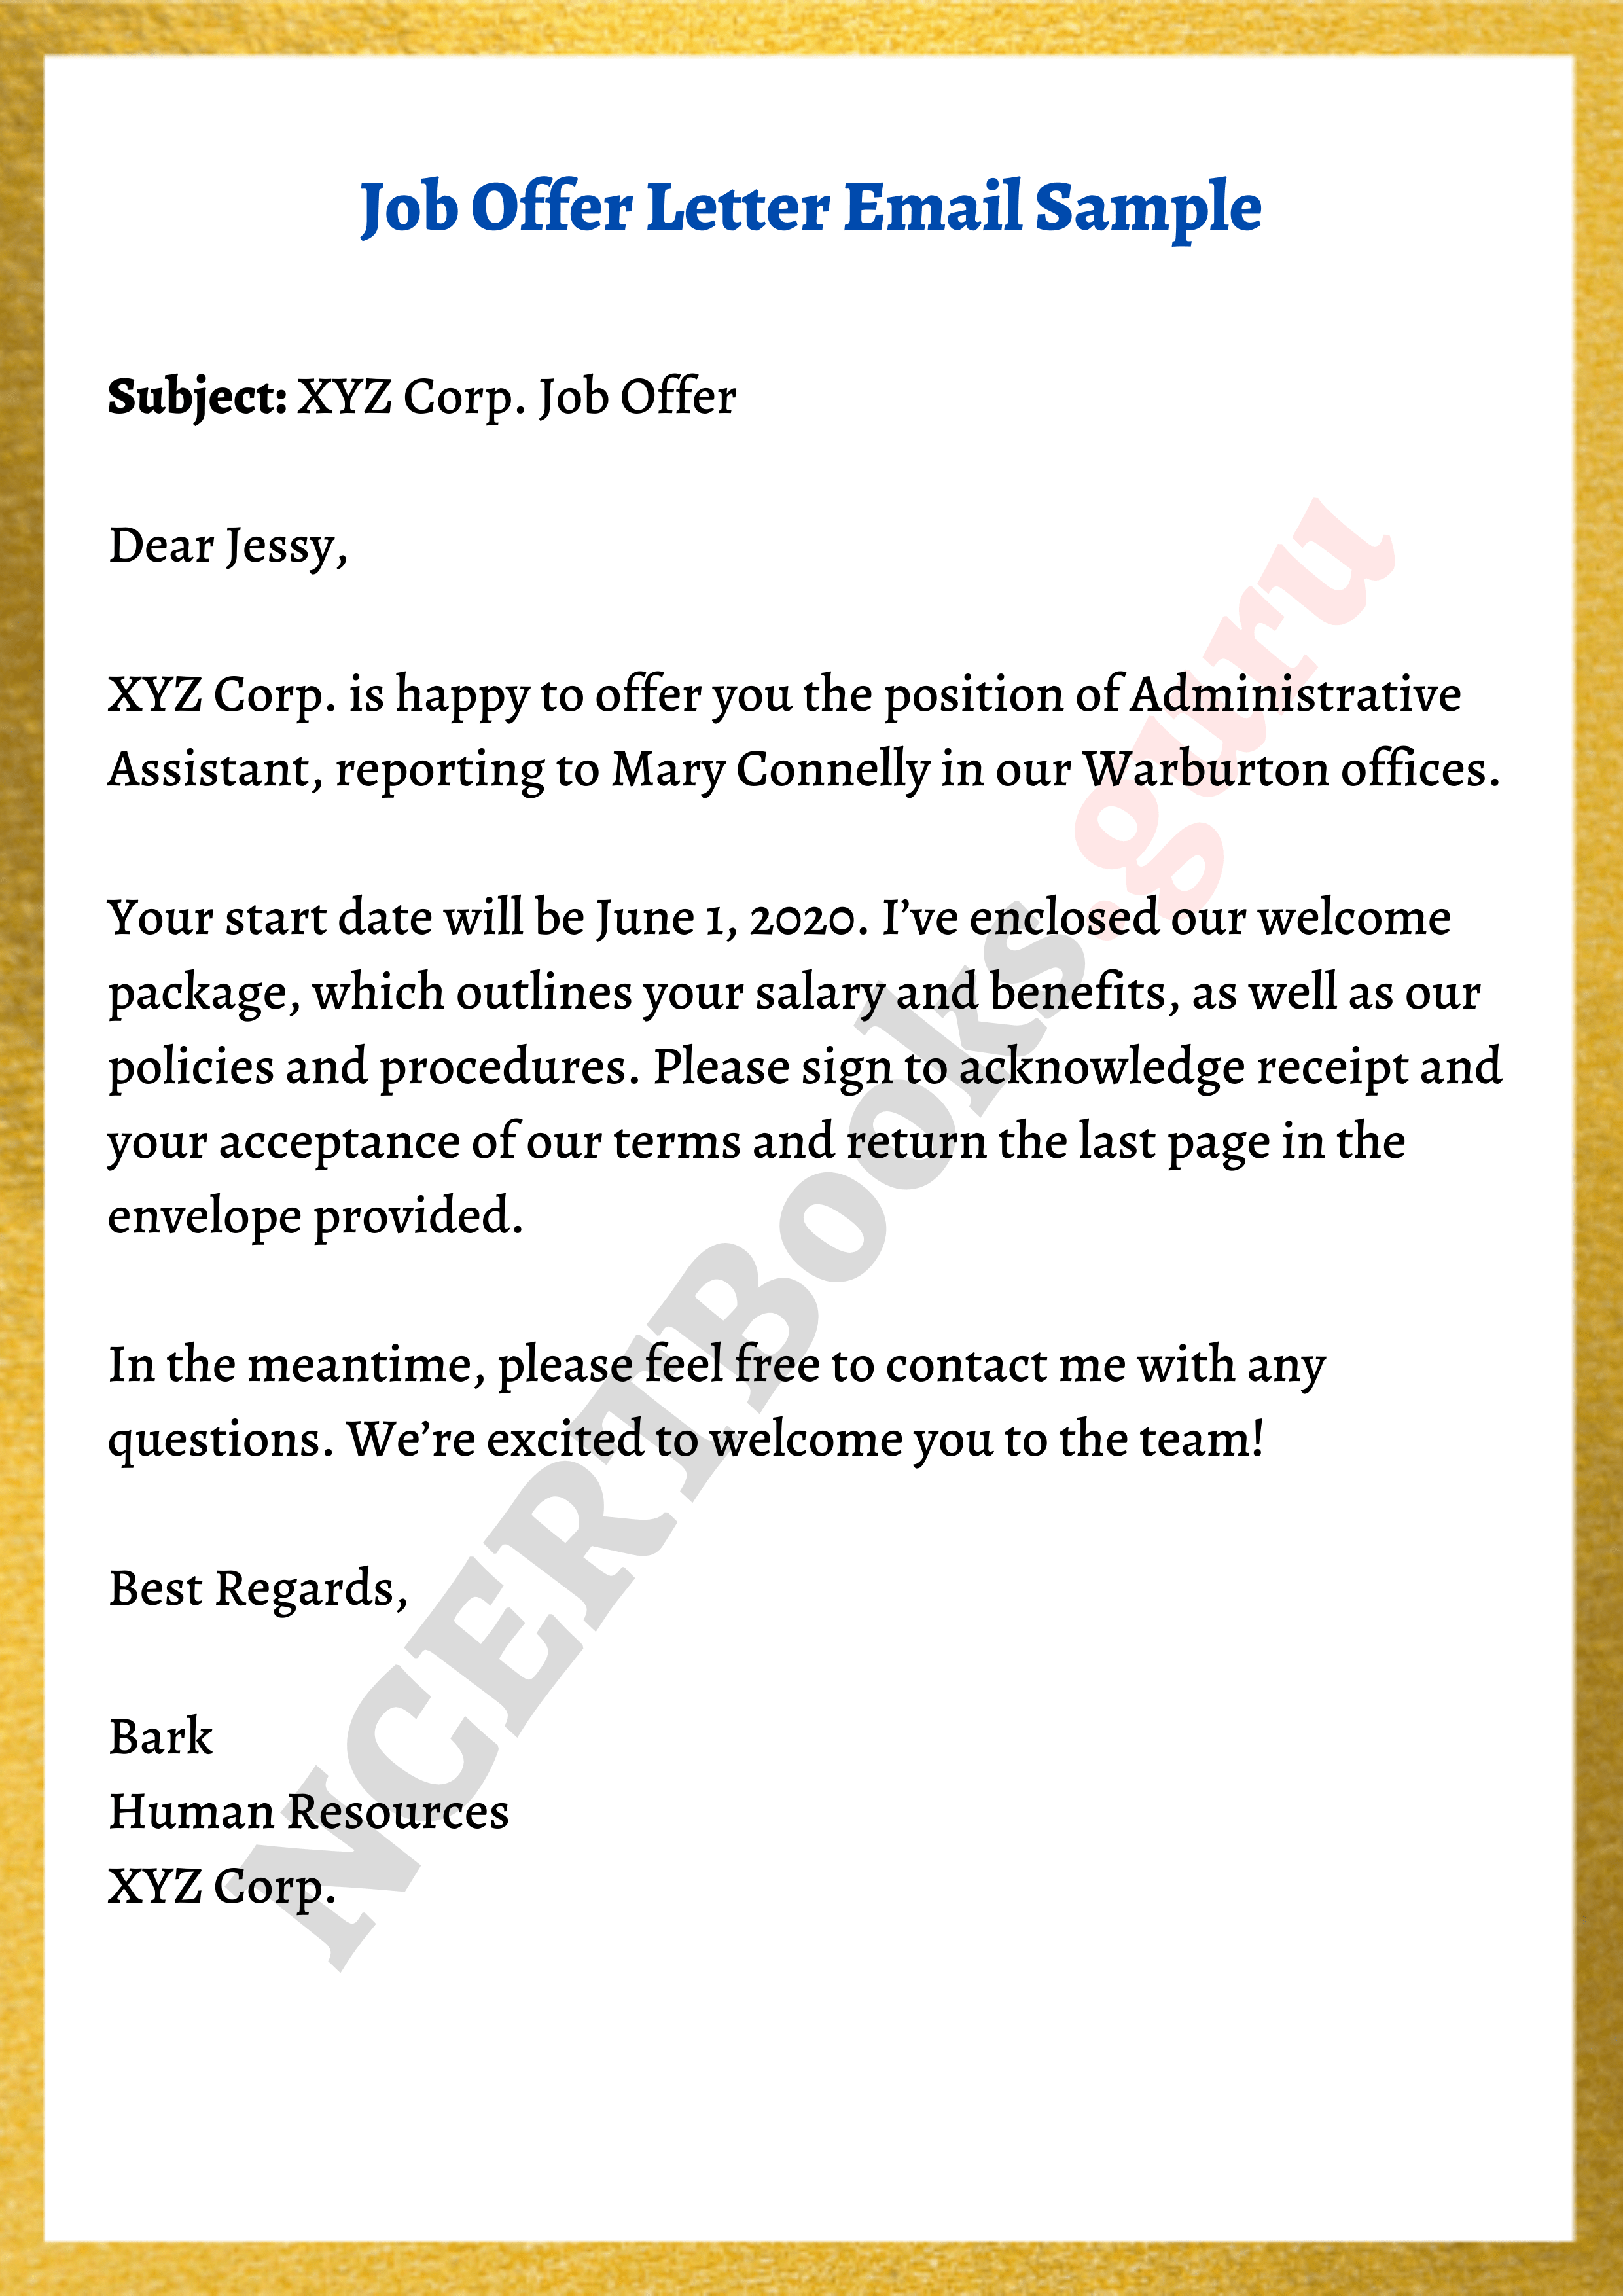 Job Offer Letter Email Sample
Subject: XYZ Corp. Job Offer
Dear Jessy,
XYZ Corp. is happy to offer you the position of Administrative
Assistant, reporting to Mary Connelly in our Warburton offices.
Your start date will be June 1, 2020. I’ve enclosed our welcome
package, which outlines your salary and benefits, as well as our
policies and procedures. Please sign to acknowledge receipt and
your acceptance of our terms and return the last page in the
envelope provided.
In the meantime, please feel free to contact me with any
questions. We’re excited to welcome you to the team!
Best Regards,
Bark
Human Resources
XYZ Corp.
NCERTBooks.guru